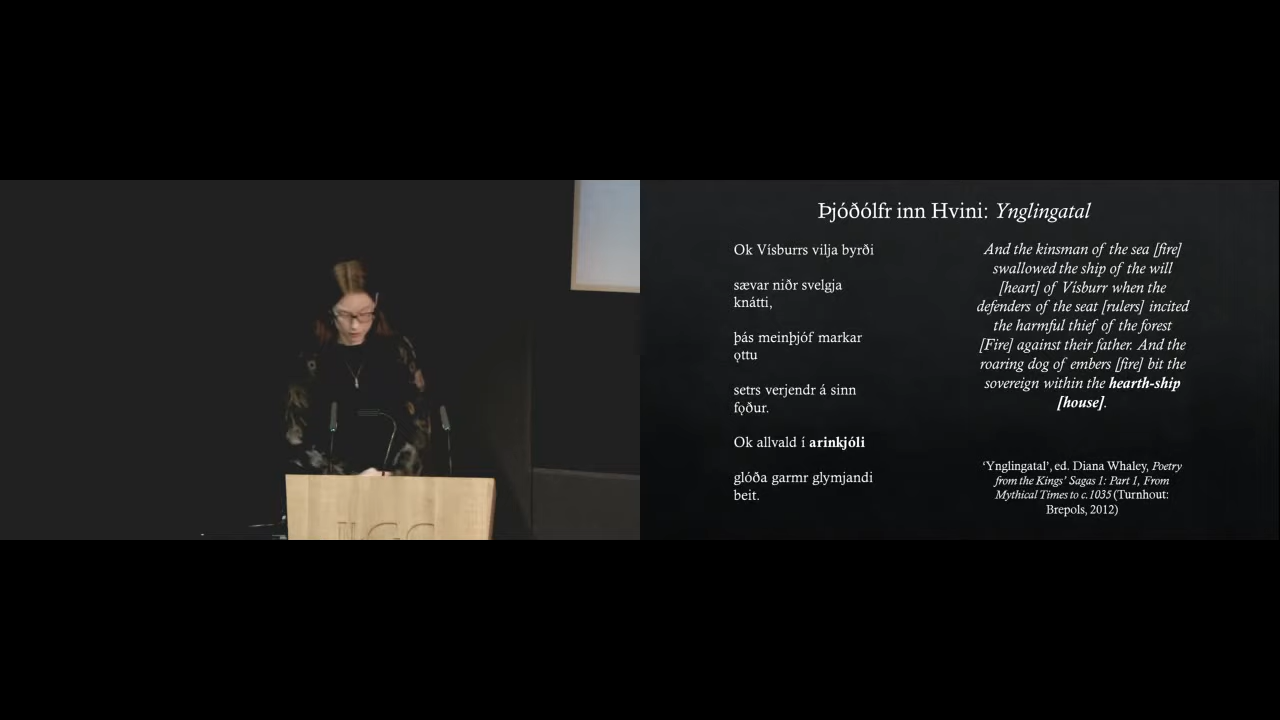 Þjóðólfr inn Hvini: Ynglingatal
Ok Vísburrs vilja byrði
sævar niðr svelgja
knátti,
þás meinþjóf markar
ǫttu
setrs verjendr á sinn
fǫður.
Ok allvald í arinkjóli
glóða garmr glymjandi
beit.
And the kinsman of the sea [fire]
swallowed the ship of the will
[heart] of Vísburr when the
defenders of the seat [rulers] incited
the harmful thief of the forest
[Fire] against their father. And the
roaring dog of embers [fire] bit the
sovereign within the hearth-ship
[house].
‘Ynglingatal’, ed. Diana Whaley, Poetry
from the Kings’ Sagas 1: Part 1, From
Mythical Times to c.1035 (Turnhout:
Brepols, 2012)